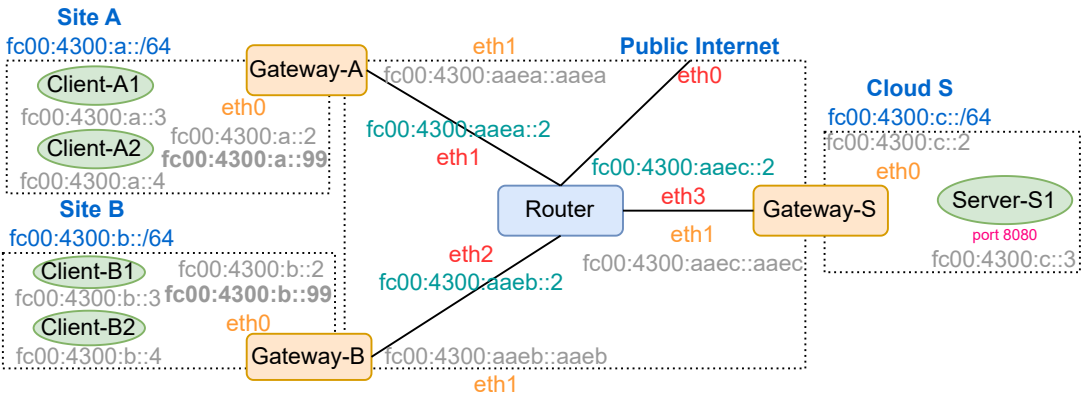 Site A
fc00:4300:a::/64
Client-A1
fc00:4300:a::3
Client-A2
fc00:4300:a::4
eth0
fc00:4300:a::2
fc00:4300:a::99
Gateway-A
eth1
fc00:4300:aaea::aaea
fc00:4300:aaea::2
eth1
Public Internet
eth0
Site B
fc00:4300:b::/64
Client-B1
fc00:4300:b::3
Client-B2
fc00:4300:b::4
fc00:4300:b::2
fc00:4300:b::99
eth0
Gateway-B
eth2
fc00:4300:aaeb::2
fc00:4300:aaeb::aaeb
eth1
Router
fc00:4300:aaec::2
eth3
eth1
fc00:4300:aaec::aaec
Gateway-S
Cloud S
fc00:4300:c::/64
fc00:4300:c::2
eth0
Server-S1
port 8080
fc00:4300:c::3